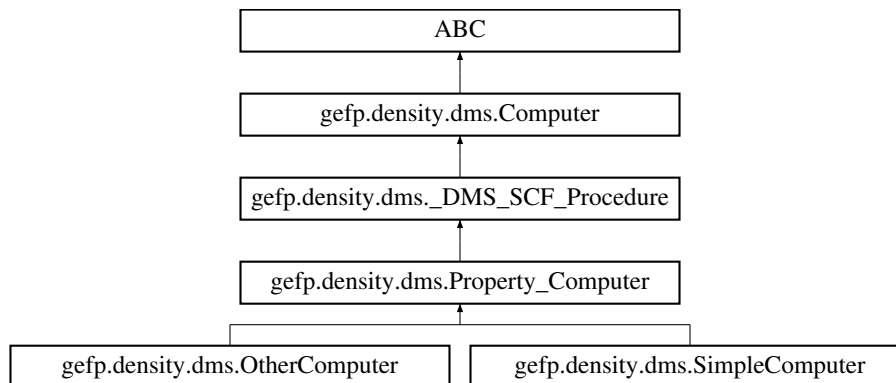 ABC
gefp.density.dms.Computer
gefp.density.dms._DMS_SCF_Procedure
gefp.density.dms.Property_Computer
gefp.density.dms.OtherComputer
gefp.density.dms.SimpleComputer